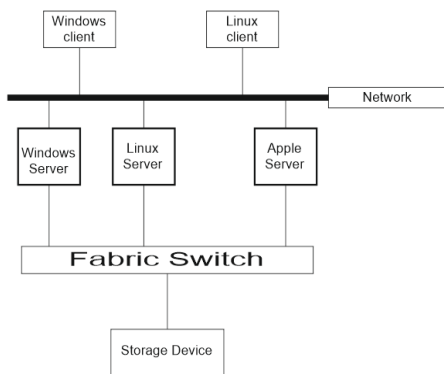 Windows
client
Linux
client
Network
Windows
Server
Linux
Server
Apple
Server
Fabric Switch
Storage Device